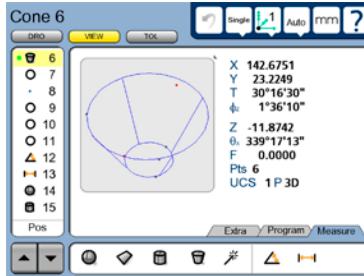 Cone 6
Single
1
Auto
mm
?
DRO
VIEW
TOL
6
7
8
9
10
11
12
13
14
15
Pos
X 142.6751
Y 23.2249
T 30°16'30"
1°36'10"
Z -11.8742
339°17'13"
F 0.0000
Pts 6
UCS 1 P 3D
Extra
Program
Measure